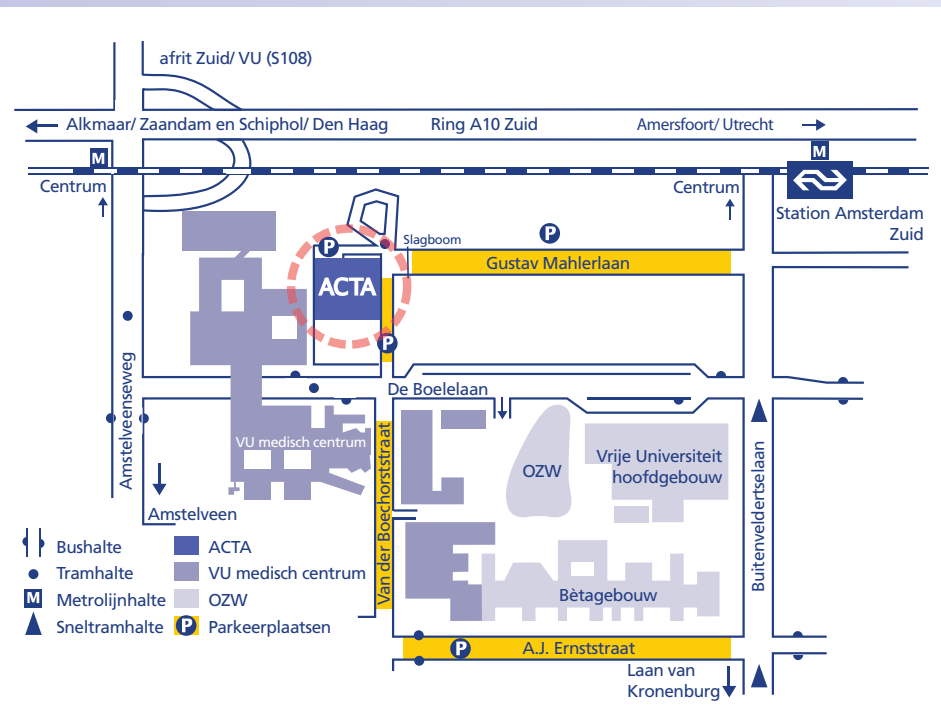 afrit Zuid/ VU (S108)
Alkmaar/ Zaandam en Schiphol/ Den Haag
Ring A10 Zuid
Amersfoort/ Utrecht
M
M
Centrum
Centrum
Station Amsterdam
Zuid
P
Slagboom
P
Gustav Mahlerlaan
ACTA
P
De Boelelaan
Amstelveenseweg
VU medisch centrum
Van der Boechorststraat
OZW
Vrije Universiteit
hoofdgebouw
Buitenveldertselaan
Amstelveen
Bushalte
ACTA
Tramhalte
VU medisch centrum
M
Metrolijnhalte
OZW
Sneltramhalte
P
Parkeerplaatsen
Bètagebouw
P
A.J. Ernststraat
Laan van
Kronenburg